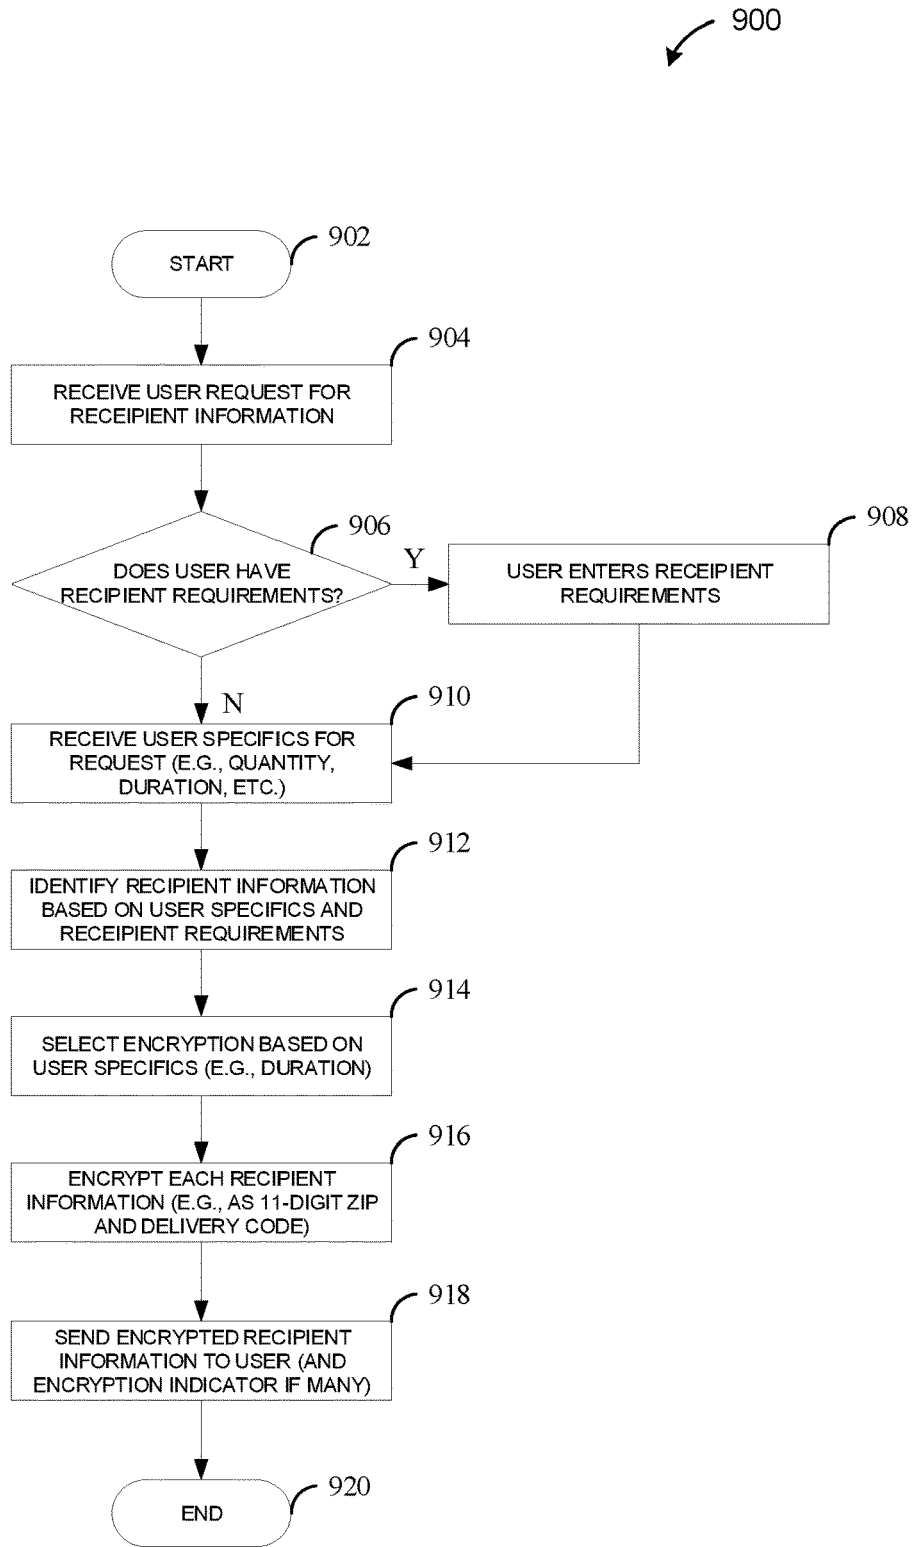 900
902
START
904
RECEIVE USER REQUEST FOR
RECEIPIENT INFORMATION
906
DOES USER HAVE
RECIPIENT REQUIREMENTS?
Y
908
USER ENTERS RECEIPIENT
REQUIREMENTS
N
910
RECEIVE USER SPECIFICS FOR
REQUEST (E.G., QUANTITY,
DURATION, ETC.)
912
IDENTIFY RECIPIENT INFORMATION
BASED ON USER SPECIFICS AND
RECEIPIENT REQUIREMENTS
914
SELECT ENCRYPTION BASED ON
USER SPECIFICS (E.G., DURATION)
916
ENCRYPT EACH RECIPIENT
INFORMATION (E.G., AS 11-DIGIT ZIP
AND DELIVERY CODE)
918
SEND ENCRYPTED RECIPIENT
INFORMATION TO USER (AND
ENCRYPTION INDICATOR IF MANY)
920
END